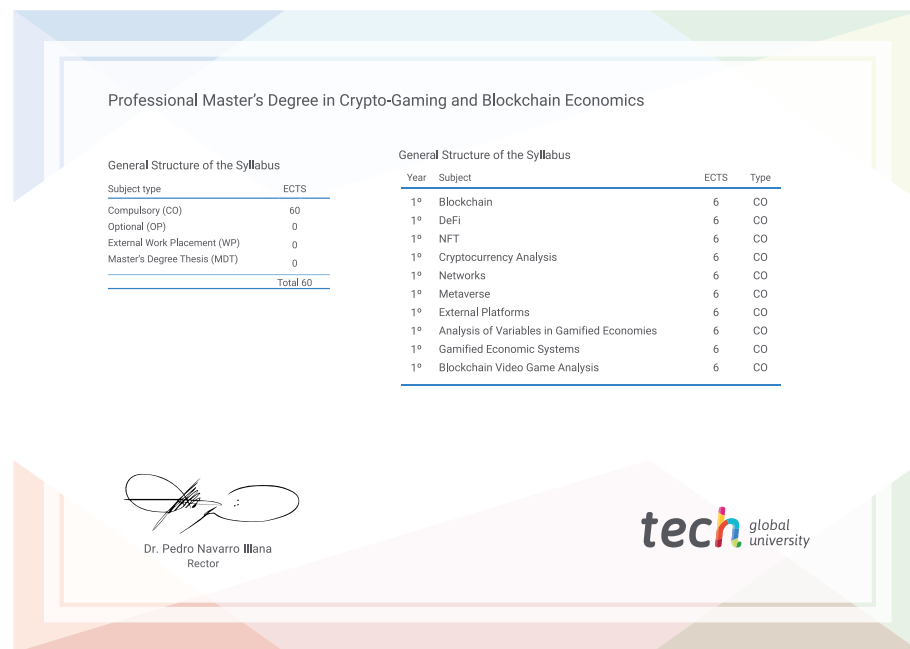 Professional Master's Degree in Crypto-Gaming and Blockchain Economics
General Structure of the Syllabus
Subject type ECTS
Compulsory (CO) 60
Optional (OP) 0
External Work Placement (WP) 0
Master's Degree Thesis (MDT) 0
Total 60
General Structure of the Syllabus
Year Subject ECTS Type
1º Blockchain 6 CO
1º DeFi 6 CO
1º NFT 6 CO
1º Cryptocurrency Analysis 6 CO
1º Networks 6 CO
1º Metaverse 6 CO
1º External Platforms 6 CO
1º Analysis of Variables in Gamified Economies 6 CO
1º Gamified Economic Systems 6 CO
1º Blockchain Video Game Analysis 6 CO
Dr. Pedro Navarro Illana
Rector
tech global
university